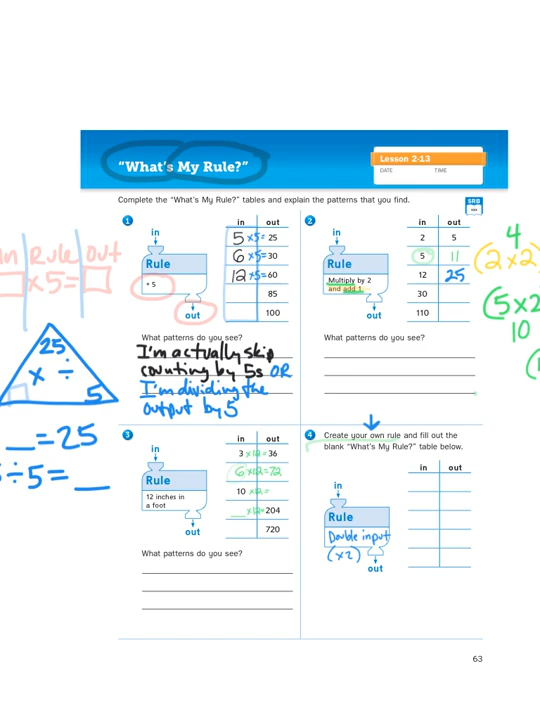 "What's My Rule?"
Lesson 2-13
DATE TIME
Complete the "What's My Rule?" tables and explain the patterns that you find.
SRB
1
in
Rule
out
in out
5 x5= 25
6 x5= 30
12 x5= 60
85
100
What patterns do you see?
I'm actually skip
counting by 5s OR
I'm dividing the
output by 5
2
in
Rule
Multiply by 2
and add 1
out
in out
2 5
5 11
12 25
30
110
What patterns do you see?
4
(2x2)
(5x2
10
in Rule out
x5=
25
x ÷
5
_=25
÷5=_
3
in
Rule
12 inches in
a foot
out
in out
3 x12= 36
6 x12= 72
10 x12=
_ x12= 204
720
What patterns do you see?
4
Create your own rule and fill out the
blank "What's My Rule?" table below.
in
Rule
Double input
(x2)
out
in out
63